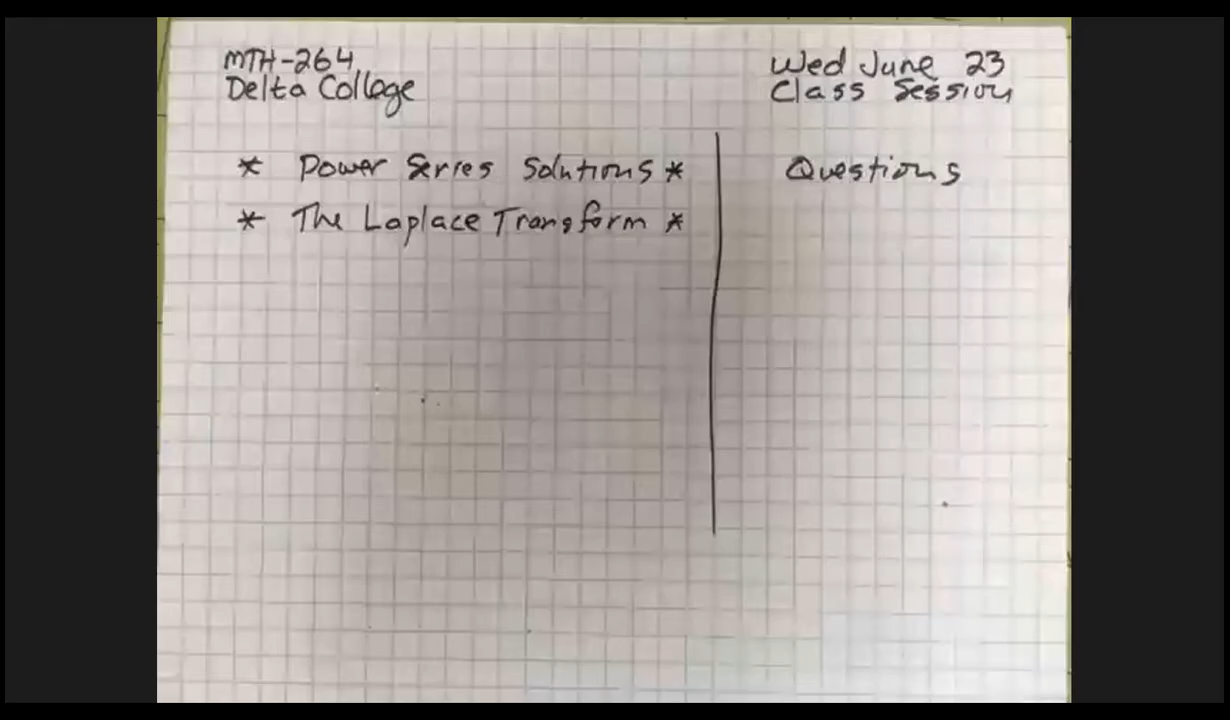 MTH-264
Delta College
Wed June 23
Class Session
* Power Series Solutions *
* The Laplace Transform *
Questions